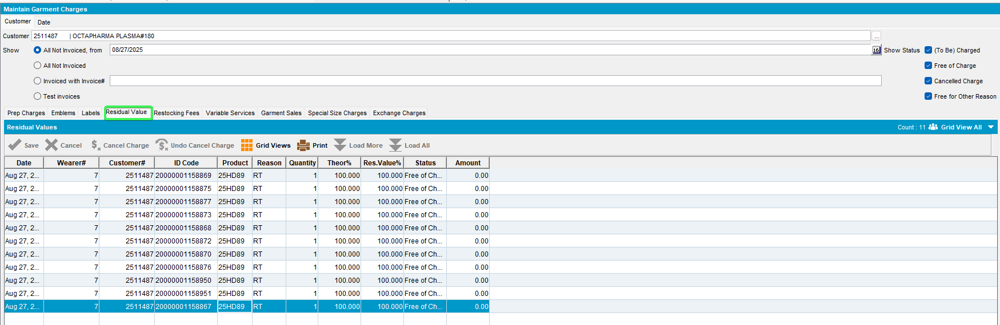 Maintain Garment Charges
Customer Date
Customer 2511487 | OCTAPHARMA PLASMA#180 ...
Show All Not Invoiced, from 08/27/2025 16 Show Status (To Be) Charged
All Not Invoiced Free of Charge
Invoiced with Invoice# Cancelled Charge
Test invoices Free for Other Reason
Prep Charges Emblems Labels Residual Value Restocking Fees Variable Services Garment Sales Special Size Charges Exchange Charges
Residual Values Count : 11 Grid View All
Save Cancel Cancel Charge Undo Cancel Charge Grid Views Print Load More Load All
Date Wearer# Customer# ID Code Product Reason Quantity Theor% Res.Value% Status Amount
Aug 27, 2... 7 2511487 20000001158869 25HD89 RT 1 100.000 100.000 Free of Ch... 0.00
Aug 27, 2... 7 2511487 20000001158875 25HD89 RT 1 100.000 100.000 Free of Ch... 0.00
Aug 27, 2... 7 2511487 20000001158877 25HD89 RT 1 100.000 100.000 Free of Ch... 0.00
Aug 27, 2... 7 2511487 20000001158873 25HD89 RT 1 100.000 100.000 Free of Ch... 0.00
Aug 27, 2... 7 2511487 20000001158868 25HD89 RT 1 100.000 100.000 Free of Ch... 0.00
Aug 27, 2... 7 2511487 20000001158872 25HD89 RT 1 100.000 100.000 Free of Ch... 0.00
Aug 27, 2... 7 2511487 20000001158870 25HD89 RT 1 100.000 100.000 Free of Ch... 0.00
Aug 27, 2... 7 2511487 20000001158876 25HD89 RT 1 100.000 100.000 Free of Ch... 0.00
Aug 27, 2... 7 2511487 20000001158950 25HD89 RT 1 100.000 100.000 Free of Ch... 0.00
Aug 27, 2... 7 2511487 20000001158951 25HD89 RT 1 100.000 100.000 Free of Ch... 0.00
Aug 27, 2... 7 2511487 20000001158867 25HD89 RT 1 100.000 100.000 Free of Ch... 0.00